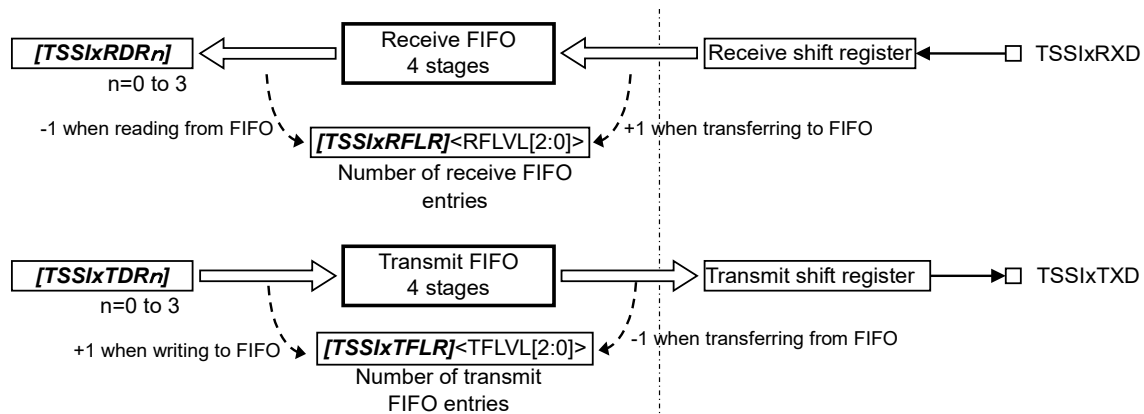 [TSSIxRDRn]
n=0 to 3
Receive FIFO
4 stages
Receive shift register
TSSIxRXD
-1 when reading from FIFO
+1 when transferring to FIFO
[TSSIxRFLR]<RFLVL[2:0]>
Number of receive FIFO
entries
[TSSIxTDRn]
n=0 to 3
Transmit FIFO
4 stages
Transmit shift register
TSSIxTXD
+1 when writing to FIFO
-1 when transferring from FIFO
[TSSIxTFLR]<TFLVL[2:0]>
Number of transmit
FIFO entries